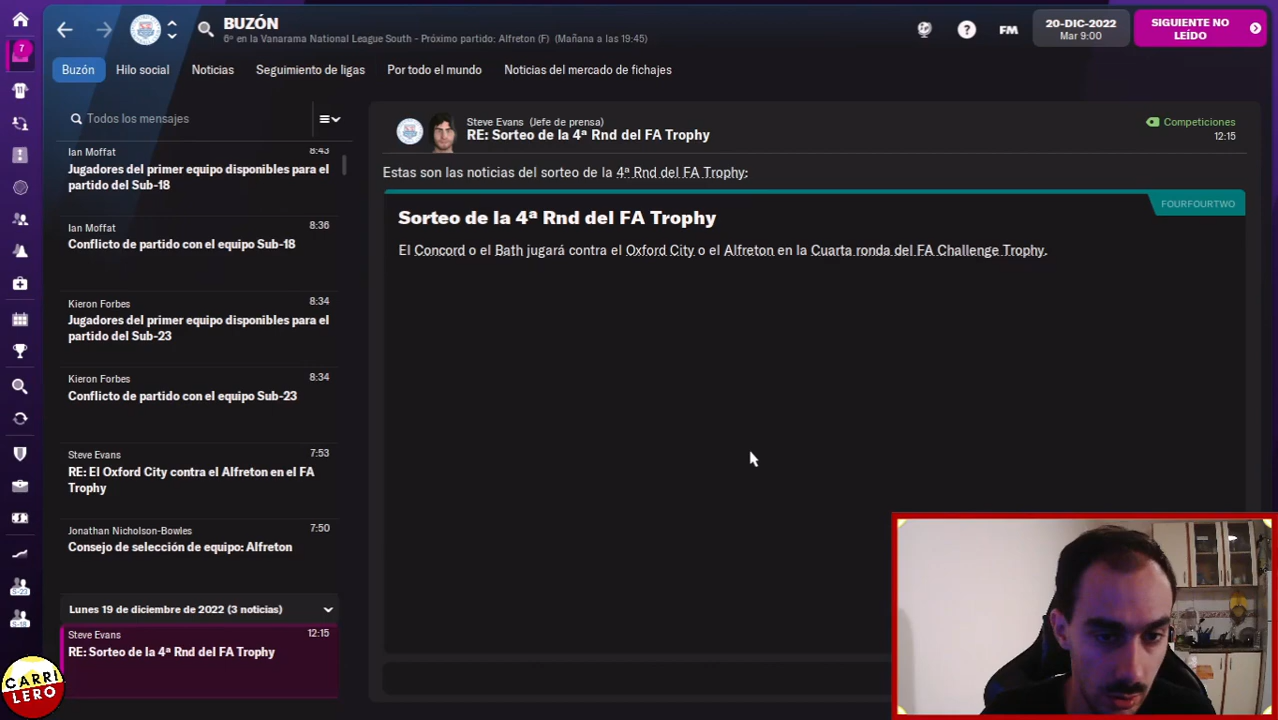 7
BUZÓN
6º en la Vanarama National League South - Próximo partido: Alfreton (F) (Mañana a las 19:45)
?
FM
20-DIC-2022
Mar 9:00
SIGUIENTE NO
LEÍDO
Buzón
Hilo social
Noticias
Seguimiento de ligas
Por todo el mundo
Noticias del mercado de fichajes
Todos los mensajes
Ian Moffat 8:43
Jugadores del primer equipo disponibles para el
partido del Sub-18
Ian Moffat 8:36
Conflicto de partido con el equipo Sub-18
Kieron Forbes 8:34
Jugadores del primer equipo disponibles para el
partido del Sub-23
Kieron Forbes 8:34
Conflicto de partido con el equipo Sub-23
Steve Evans 7:53
RE: El Oxford City contra el Alfreton en el FA
Trophy
Jonathan Nicholson-Bowles 7:50
Consejo de selección de equipo: Alfreton
Lunes 19 de diciembre de 2022 (3 noticias)
Steve Evans 12:15
RE: Sorteo de la 4ª Rnd del FA Trophy
S-23
S-18
Steve Evans (Jefe de prensa)
RE: Sorteo de la 4ª Rnd del FA Trophy
Competiciones
12:15
Estas son las noticias del sorteo de la 4ª Rnd del FA Trophy:
FOURFOURTWO
Sorteo de la 4ª Rnd del FA Trophy
El Concord o el Bath jugará contra el Oxford City o el Alfreton en la Cuarta ronda del FA Challenge Trophy.
CARRI
LERO